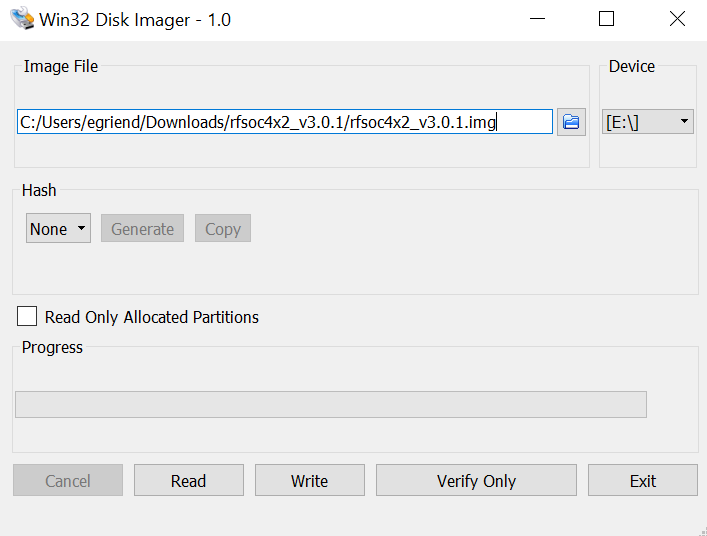 Win32 Disk Imager - 1.0
Image File
Device
C:/Users/egriend/Downloads/rfsoc4x2_v3.0.1/rfsoc4x2_v3.0.1.img
[E:\]
Hash
None Generate Copy
Read Only Allocated Partitions
Progress
Cancel Read Write Verify Only Exit